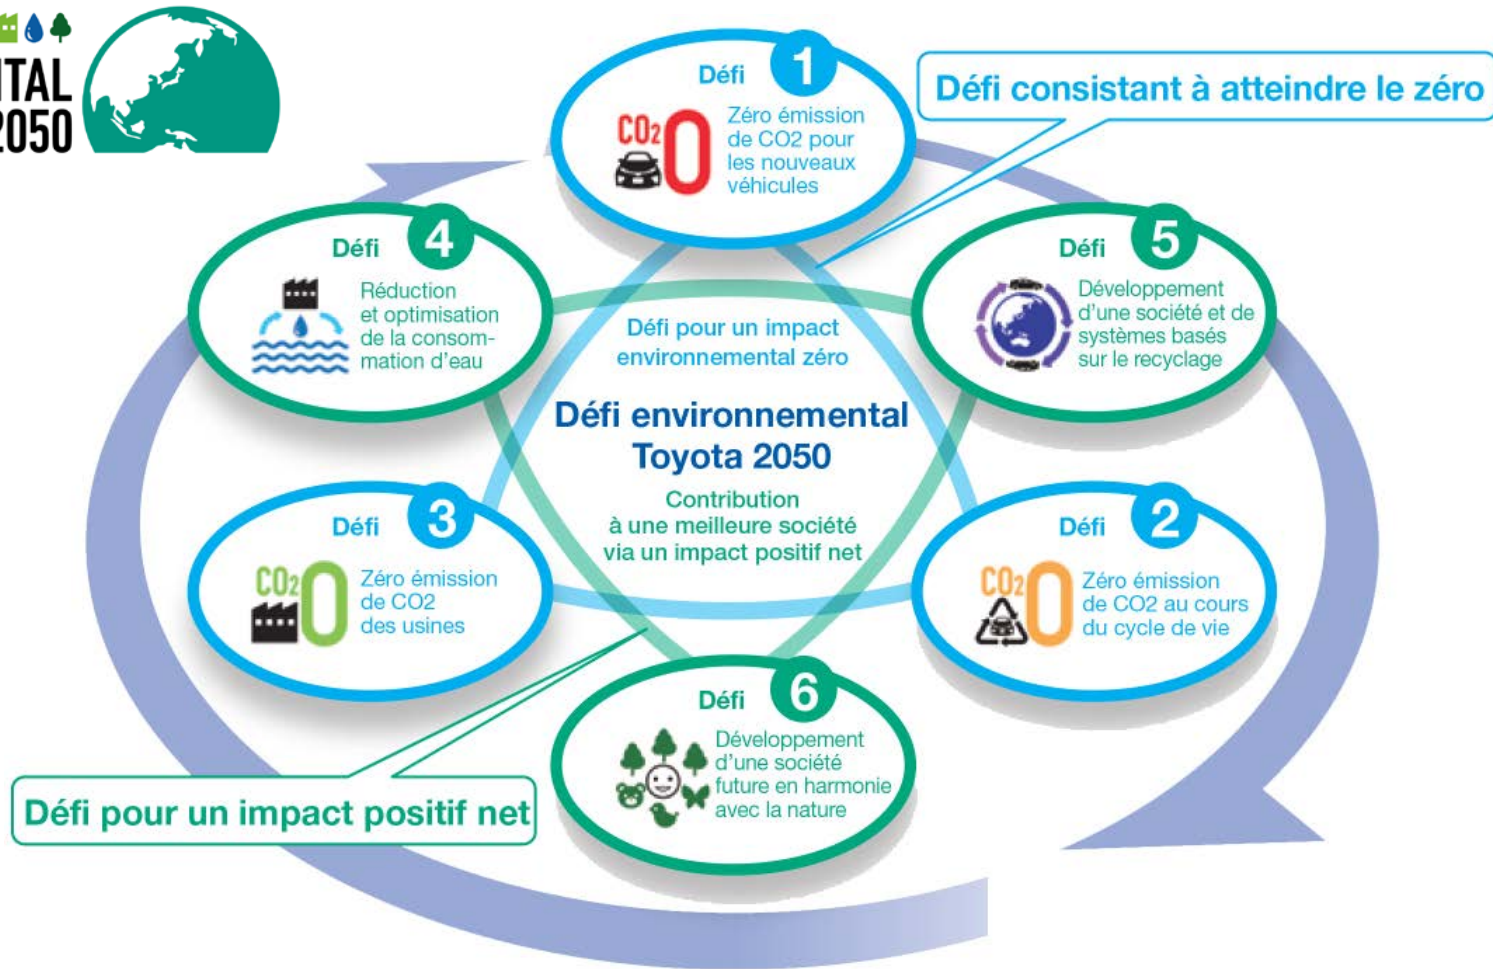 2050
Défi 1
CO2 0
Zéro émission
de CO2 pour
les nouveaux
véhicules
Défi consistant à atteindre le zéro
Défi 4
Réduction
et optimisation
de la consom-
mation d'eau
Défi 5
Développement
d'une société et de
systèmes basés
sur le recyclage
Défi pour un impact
environnemental zéro
Défi environnemental
Toyota 2050
Contribution
à une meilleure société
via un impact positif net
Défi 3
CO2 0
Zéro émission
de CO2
des usines
Défi 2
CO2 0
Zéro émission
de CO2 au cours
du cycle de vie
Défi 6
Développement
d'une société
future en harmonie
avec la nature
Défi pour un impact positif net